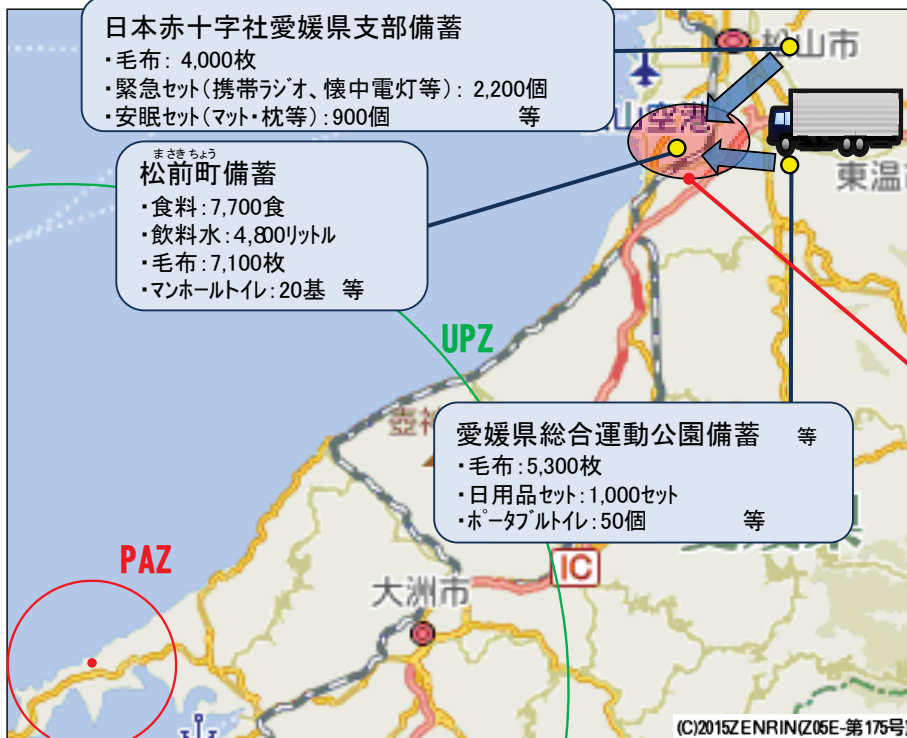 日本赤十字社愛媛県支部備蓄
・毛布： 4,000枚
・緊急セット（携帯ラジオ、懐中電灯等）： 2,200個
・安眠セット（マット・枕等）：900個 等
松山市
山空港
東温
まさきちょう
松前町備蓄
・食料：7,700食
・飲料水：4,800リットル
・毛布：7,100枚
・マンホールトイレ：20基 等
UPZ
愛媛県総合運動公園備蓄 等
・毛布：5,300枚
・日用品セット：1,000セット
・ポータブルトイレ：50個 等
PAZ
IC
大洲市
(C)2015ZENRIN(Z05E-第175号)